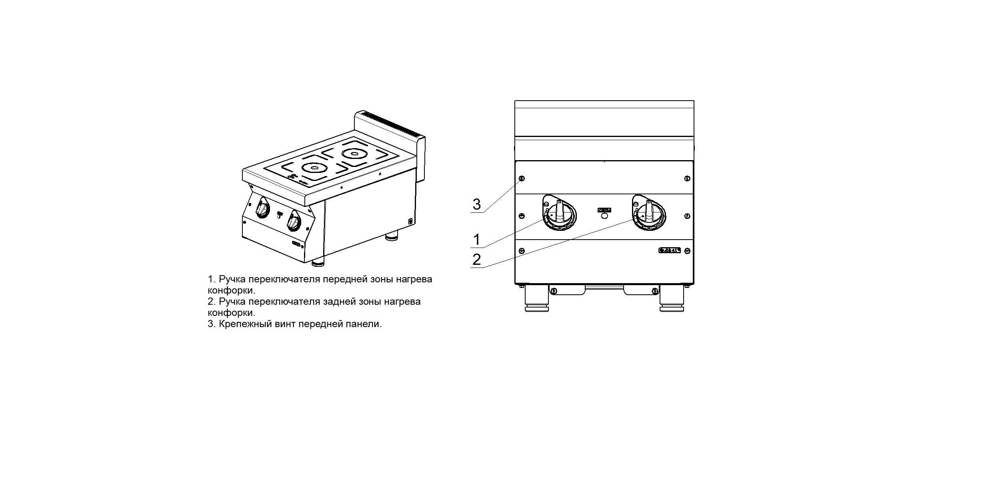 3
1
2
abat
1. Ручка переключателя передней зоны нагрева
конфорки.
2. Ручка переключателя задней зоны нагрева
конфорки.
3. Крепежный винт передней панели.